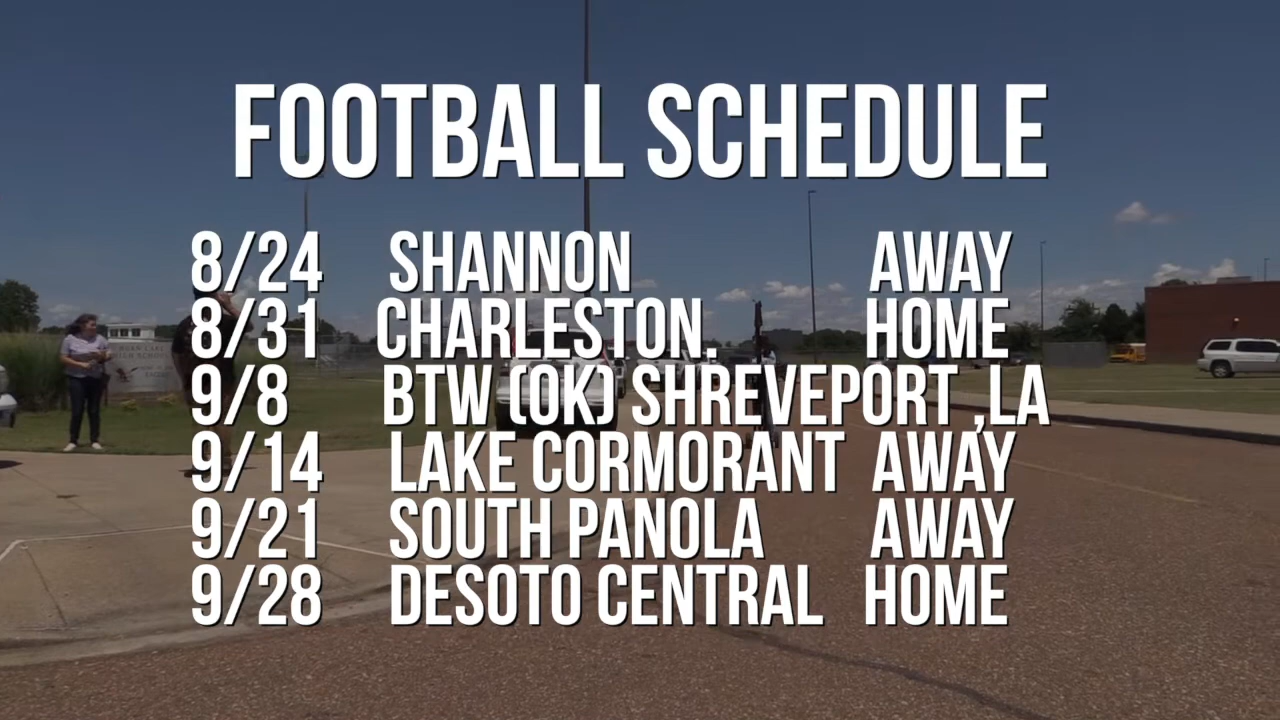 FOOTBALL SCHEDULE
8/24 SHANNON AWAY
8/31 CHARLESTON. HOME
9/8 BTW (OK) SHREVEPORT ,LA
9/14 LAKE CORMORANT AWAY
9/21 SOUTH PANOLA AWAY
9/28 DESOTO CENTRAL HOME